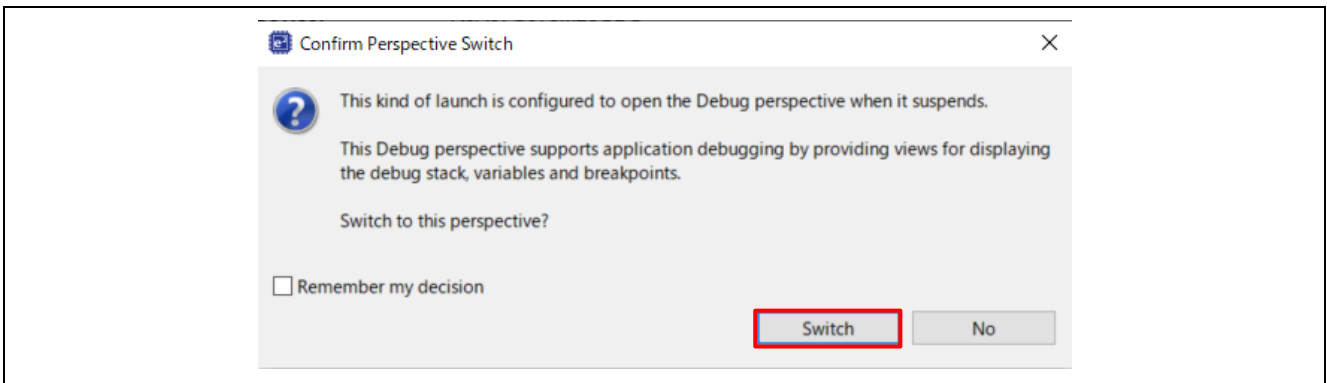 Confirm Perspective Switch
This kind of launch is configured to open the Debug perspective when it suspends.
This Debug perspective supports application debugging by providing views for displaying
the debug stack, variables and breakpoints.
Switch to this perspective?
Remember my decision
Switch No